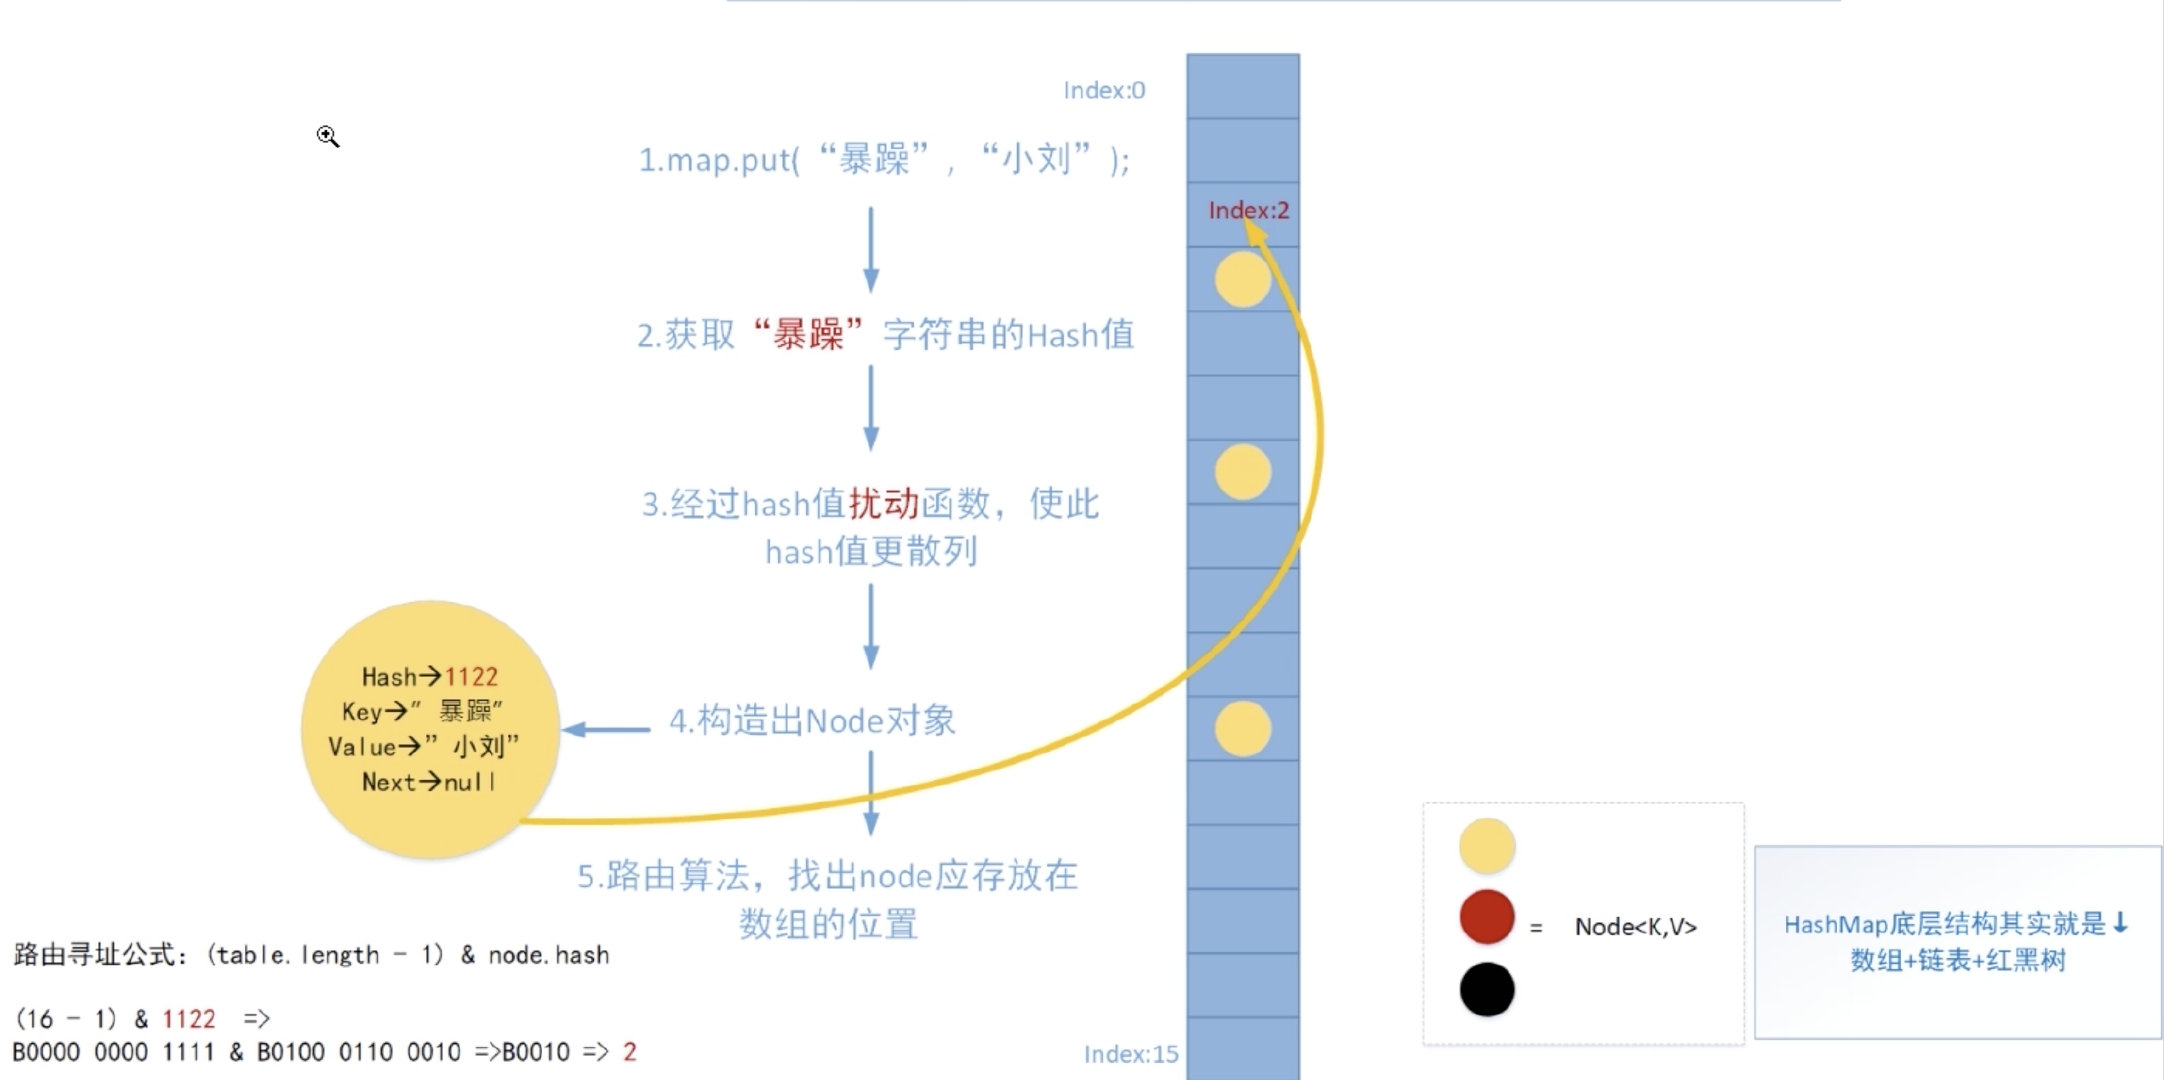 Index:0
1.map.put( “暴躁” , “小刘” );
Index:2
2.获取 “暴躁” 字符串的Hash值
3.经过hash值扰动函数，使此
hash值更散列
Hash→1122
Key→” 暴躁”
Value→” 小刘”
Next→null
4.构造出Node对象
5.路由算法，找出node应存放在
数组的位置
路由寻址公式：(table.length - 1) & node.hash
(16 - 1) & 1122 =>
B0000 0000 1111 & B0100 0110 0010 =>B0010 => 2
Index:15
= Node<K,V>
HashMap底层结构其实就是↓
数组+链表+红黑树